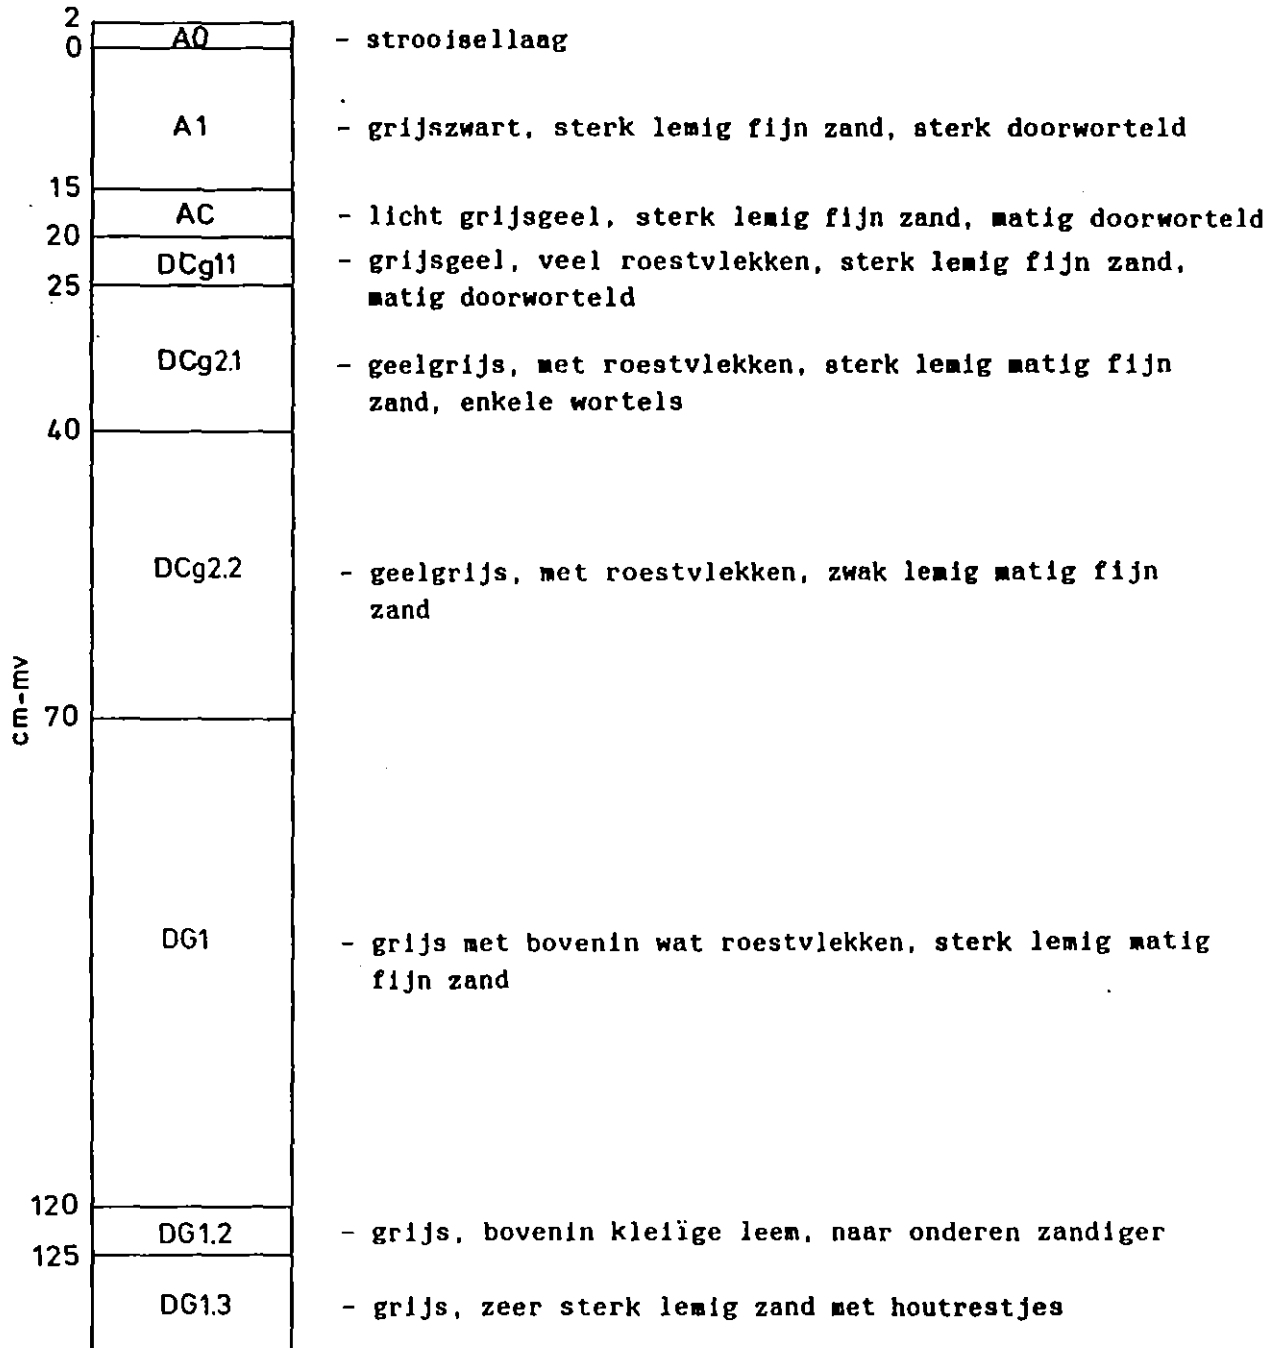 2
A0
- strooisellaag
0
A1
- grijszwart, sterk lemig fijn zand, sterk doorworteld
15
AC
- licht grijsgeel, sterk lemig fijn zand, matig doorworteld
20
DCg11
- grijsgeel, veel roestvlekken, sterk lemig fijn zand,
matig doorworteld
25
DCg2.1
- geelgrijs, met roestvlekken, sterk lemig matig fijn
zand, enkele wortels
40
DCg2.2
- geelgrijs, met roestvlekken, zwak lemig matig fijn
zand
cm-mv
70
DG1
- grijs met bovenin wat roestvlekken, sterk lemig matig
fijn zand
120
DG1.2
- grijs, bovenin kleiïge leem, naar onderen zandiger
125
DG1.3
- grijs, zeer sterk lemig zand met houtrestjes